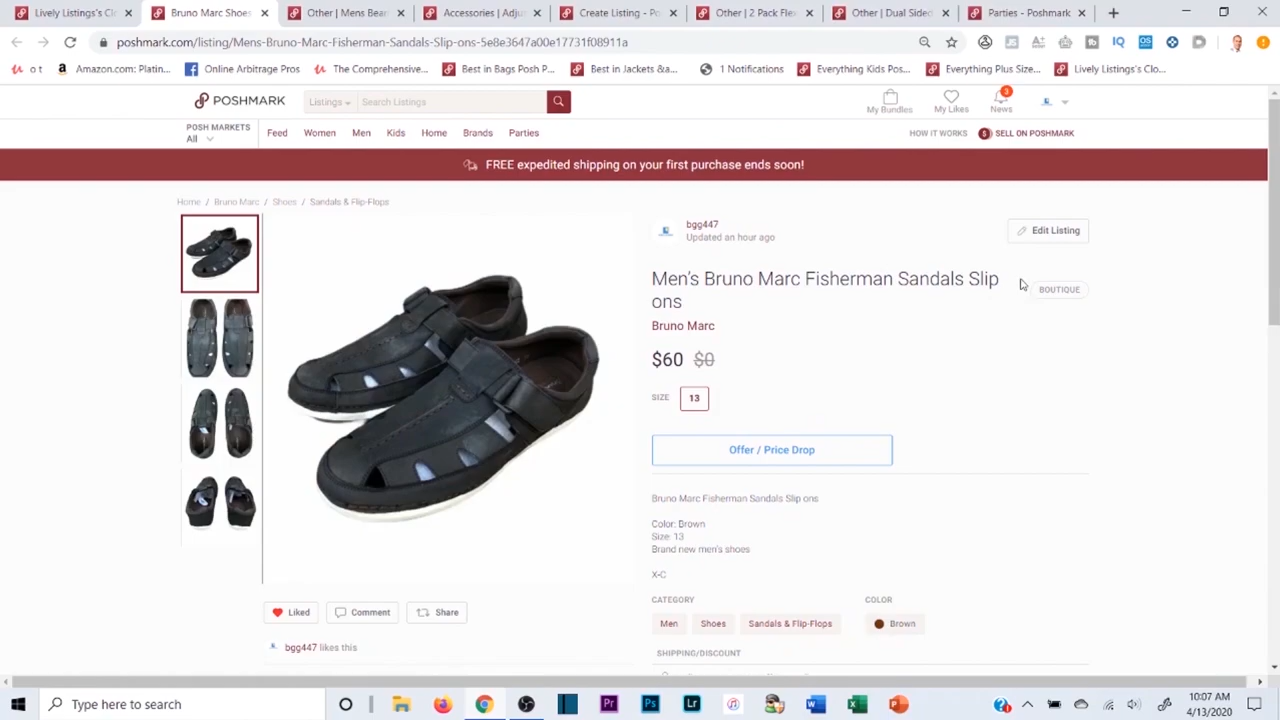 Lively Listings's Cl
Bruno Marc Shoes
Other | Mens Bear
Accessories | Adju
Create Listing - Po
Other | 2 Pack Flex
Other | Dual Sided
Parties - Poshmark
poshmark.com/listing/Mens-Bruno-Marc-Fisherman-Sandals-Slip-ons-5e8e3647a00e17731f08911a
o t
Amazon.com: Platin...
Online Arbitrage Pros
The Comprehensive...
Best in Bags Posh P...
Best in Jackets &a...
1 Notifications
Everything Kids Pos...
Everything Plus Size...
Lively Listings's Clo...
POSHMARK
Listings
Search Listings
My Bundles
My Likes
3
News
POSH MARKETS
All
Feed
Women
Men
Kids
Home
Brands
Parties
HOW IT WORKS
SELL ON POSHMARK
FREE expedited shipping on your first purchase ends soon!
Home / Bruno Marc / Shoes / Sandals & Flip-Flops
bgg447
Updated an hour ago
Edit Listing
Men's Bruno Marc Fisherman Sandals Slip
ons
BOUTIQUE
Bruno Marc
$60 $0
SIZE 13
Offer / Price Drop
Bruno Marc Fisherman Sandals Slip ons
Color: Brown
Size: 13
Brand new men's shoes
X-C
CATEGORY
COLOR
Men
Shoes
Sandals & Flip-Flops
Brown
SHIPPING/DISCOUNT
Liked
Comment
Share
bgg447 likes this
Type here to search
Pr
Ps
Lr
10:07 AM
4/13/2020